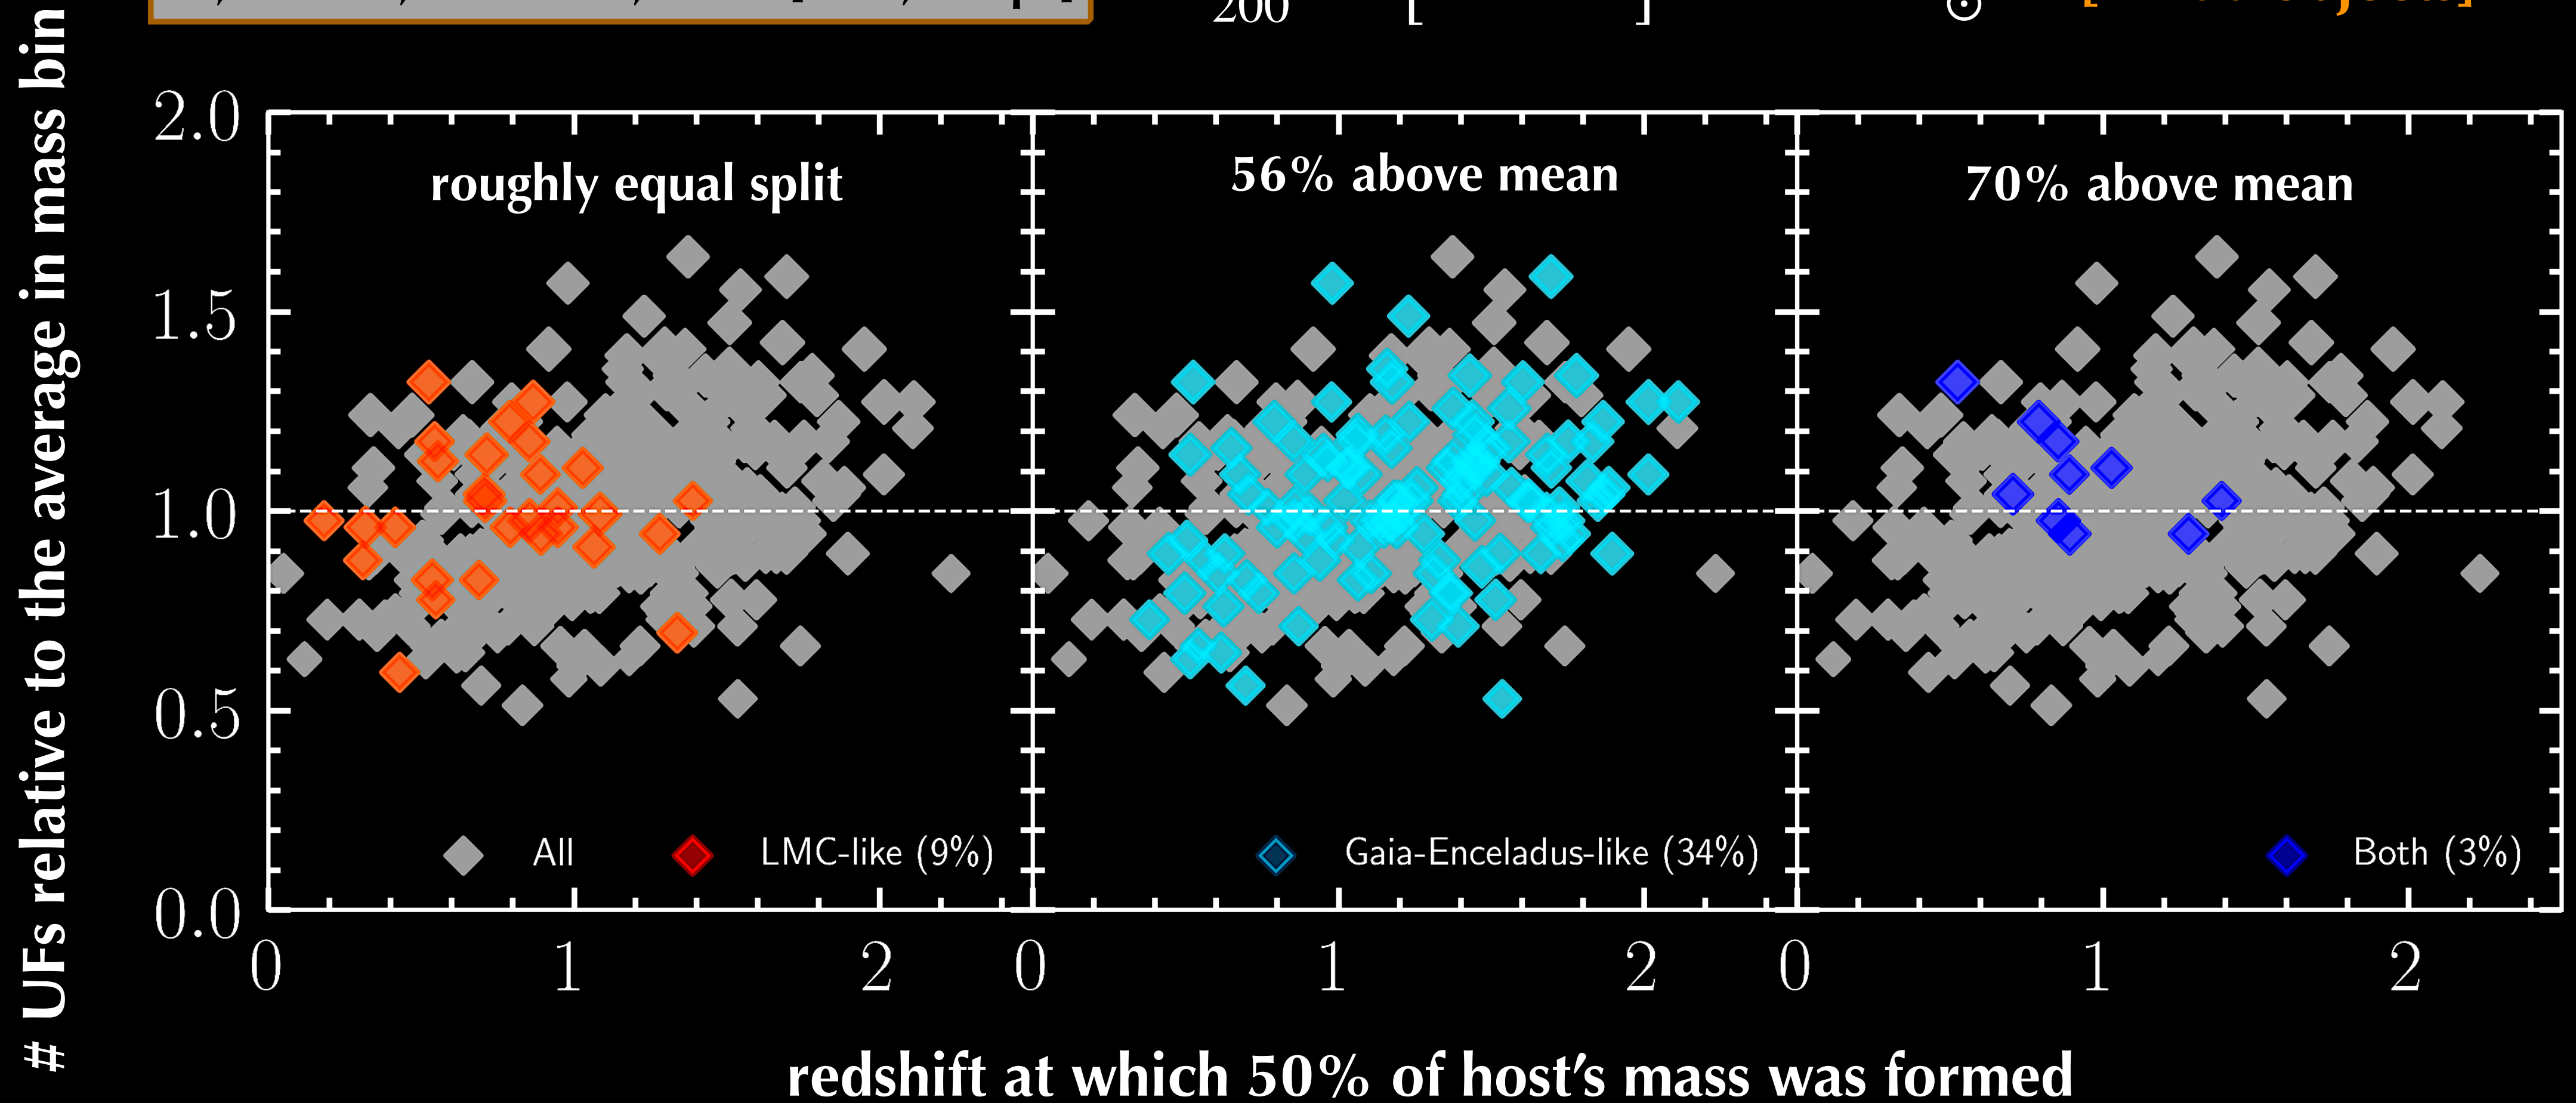 200 [ ]
# UFs relative to the average in mass bin
2.0
1.5
1.0
0.5
0.0
roughly equal split
56% above mean
70% above mean
All
LMC-like (9%)
Gaia-Enceladus-like (34%)
Both (3%)
0 1 2 0 1 2 0 1 2
redshift at which 50% of host's mass was formed